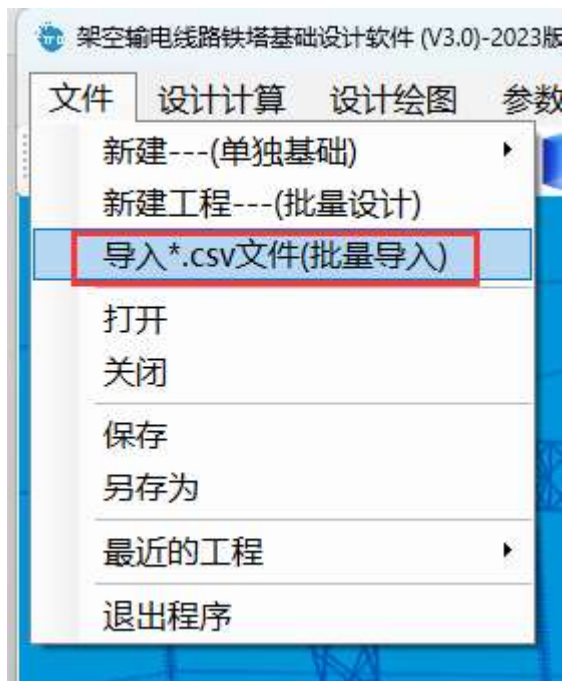 架空输电线路铁塔基础设计软件 (V3.0)-2023版
文件 设计计算 设计绘图 参数
新建---(单独基础)
新建工程---(批量设计)
导入*.csv文件(批量导入)
打开
关闭
保存
另存为
最近的工程
退出程序